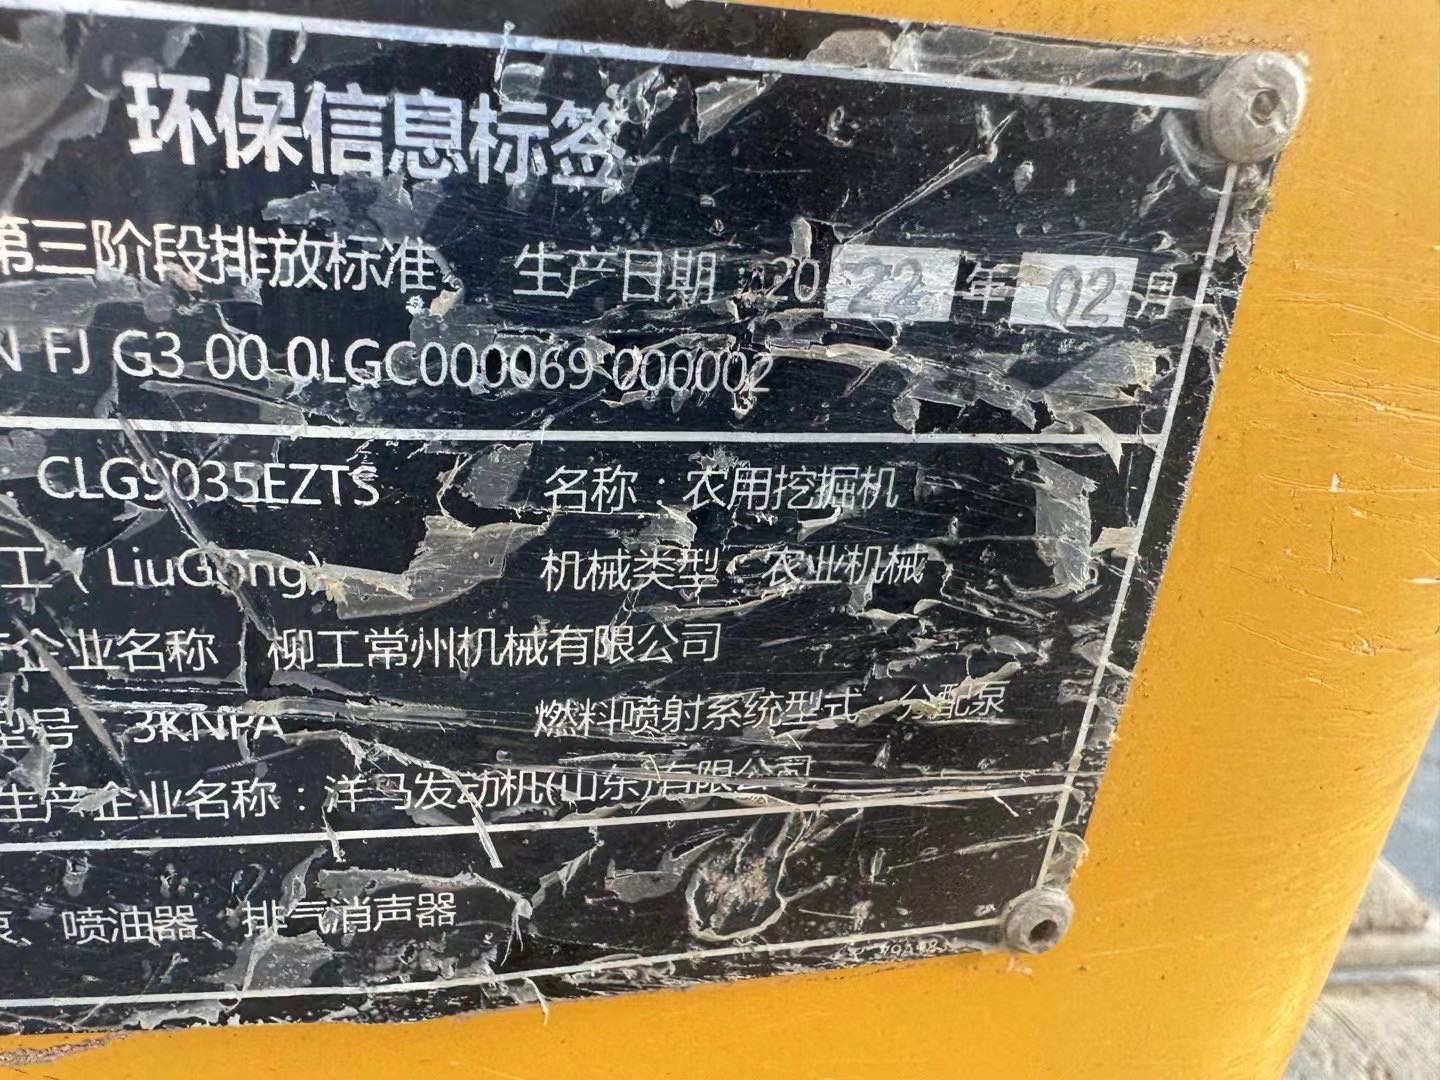 环保信息标签
第三阶段排放标准 生产日期：2022年02月
N FJ G3 00 0LGC000069 000002
CLG9035EZTS 名称：农用挖掘机
工（LiuGong） 机械类型：农业机械
产企业名称：柳工常州机械有限公司
型号：3KNPA 燃料喷射系统型式：分配泵
生产企业名称：洋马发动机(山东)有限公司
泵、喷油器、排气消声器